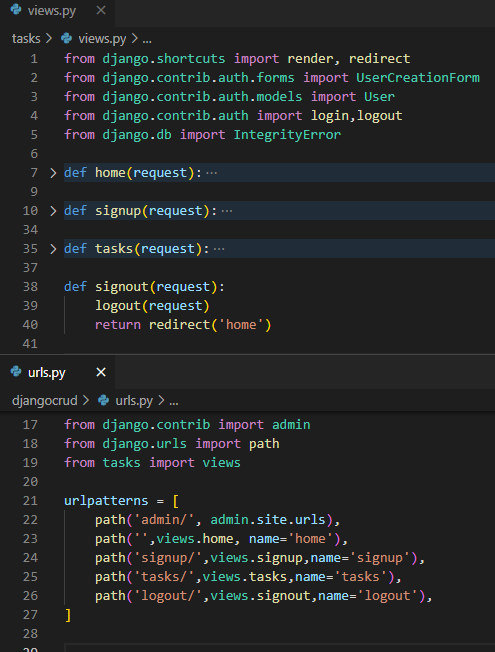 views.py ×
tasks > views.py > ...
1 from django.shortcuts import render, redirect
2 from django.contrib.auth.forms import UserCreationForm
3 from django.contrib.auth.models import User
4 from django.contrib.auth import login,logout
5 from django.db import IntegrityError
6
7 > def home(request):···
9
10 > def signup(request):···
34
35 > def tasks(request):···
37
38 def signout(request):
39     logout(request)
40     return redirect('home')
41
urls.py ×
djangocrud > urls.py > ...
17 from django.contrib import admin
18 from django.urls import path
19 from tasks import views
20
21 urlpatterns = [
22     path('admin/', admin.site.urls),
23     path('',views.home, name='home'),
24     path('signup/',views.signup,name='signup'),
25     path('tasks/',views.tasks,name='tasks'),
26     path('logout/',views.signout,name='logout'),
27 ]
28